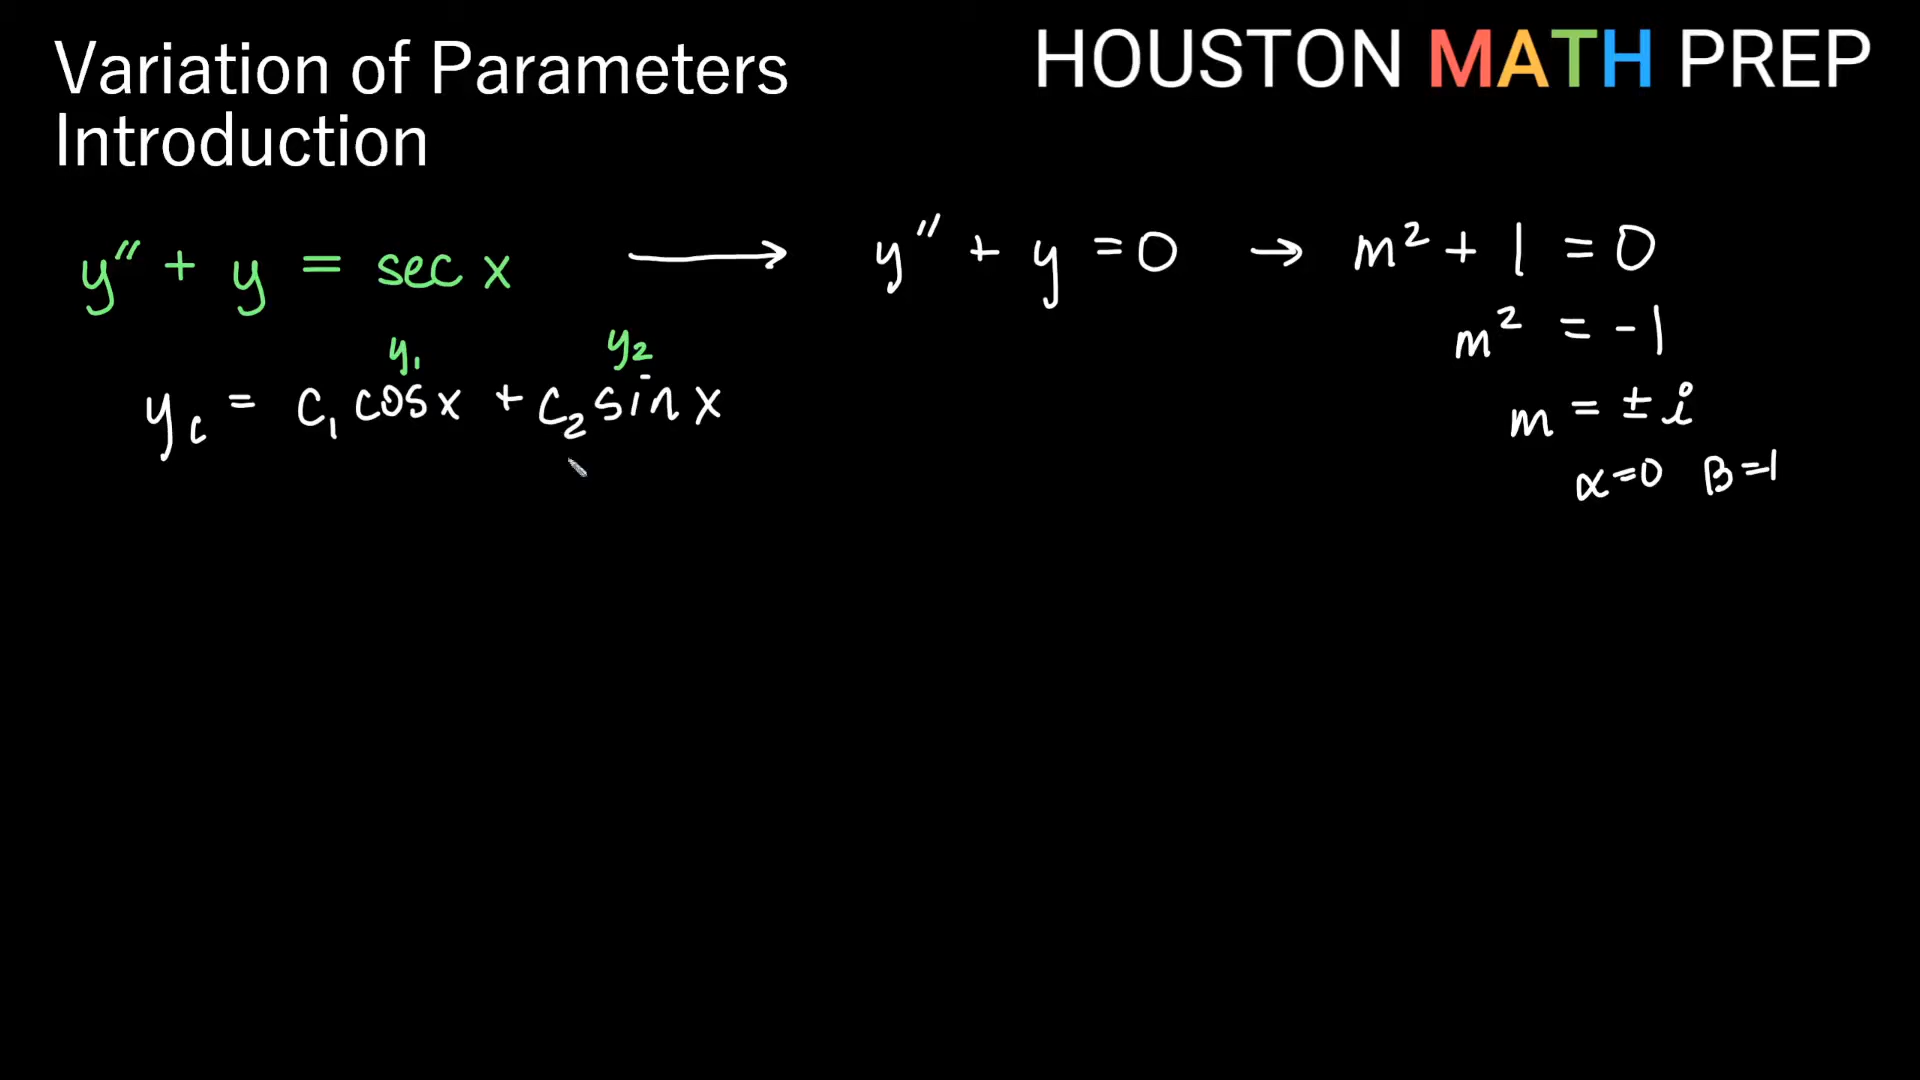 Variation of Parameters
Introduction
HOUSTON MATH PREP
y″ + y = sec x → y″ + y = 0 → m² + 1 = 0
m² = -1
y₁ y₂
y_c = c₁ cos x + c₂ sin x
m = ± i
α = 0 β = 1